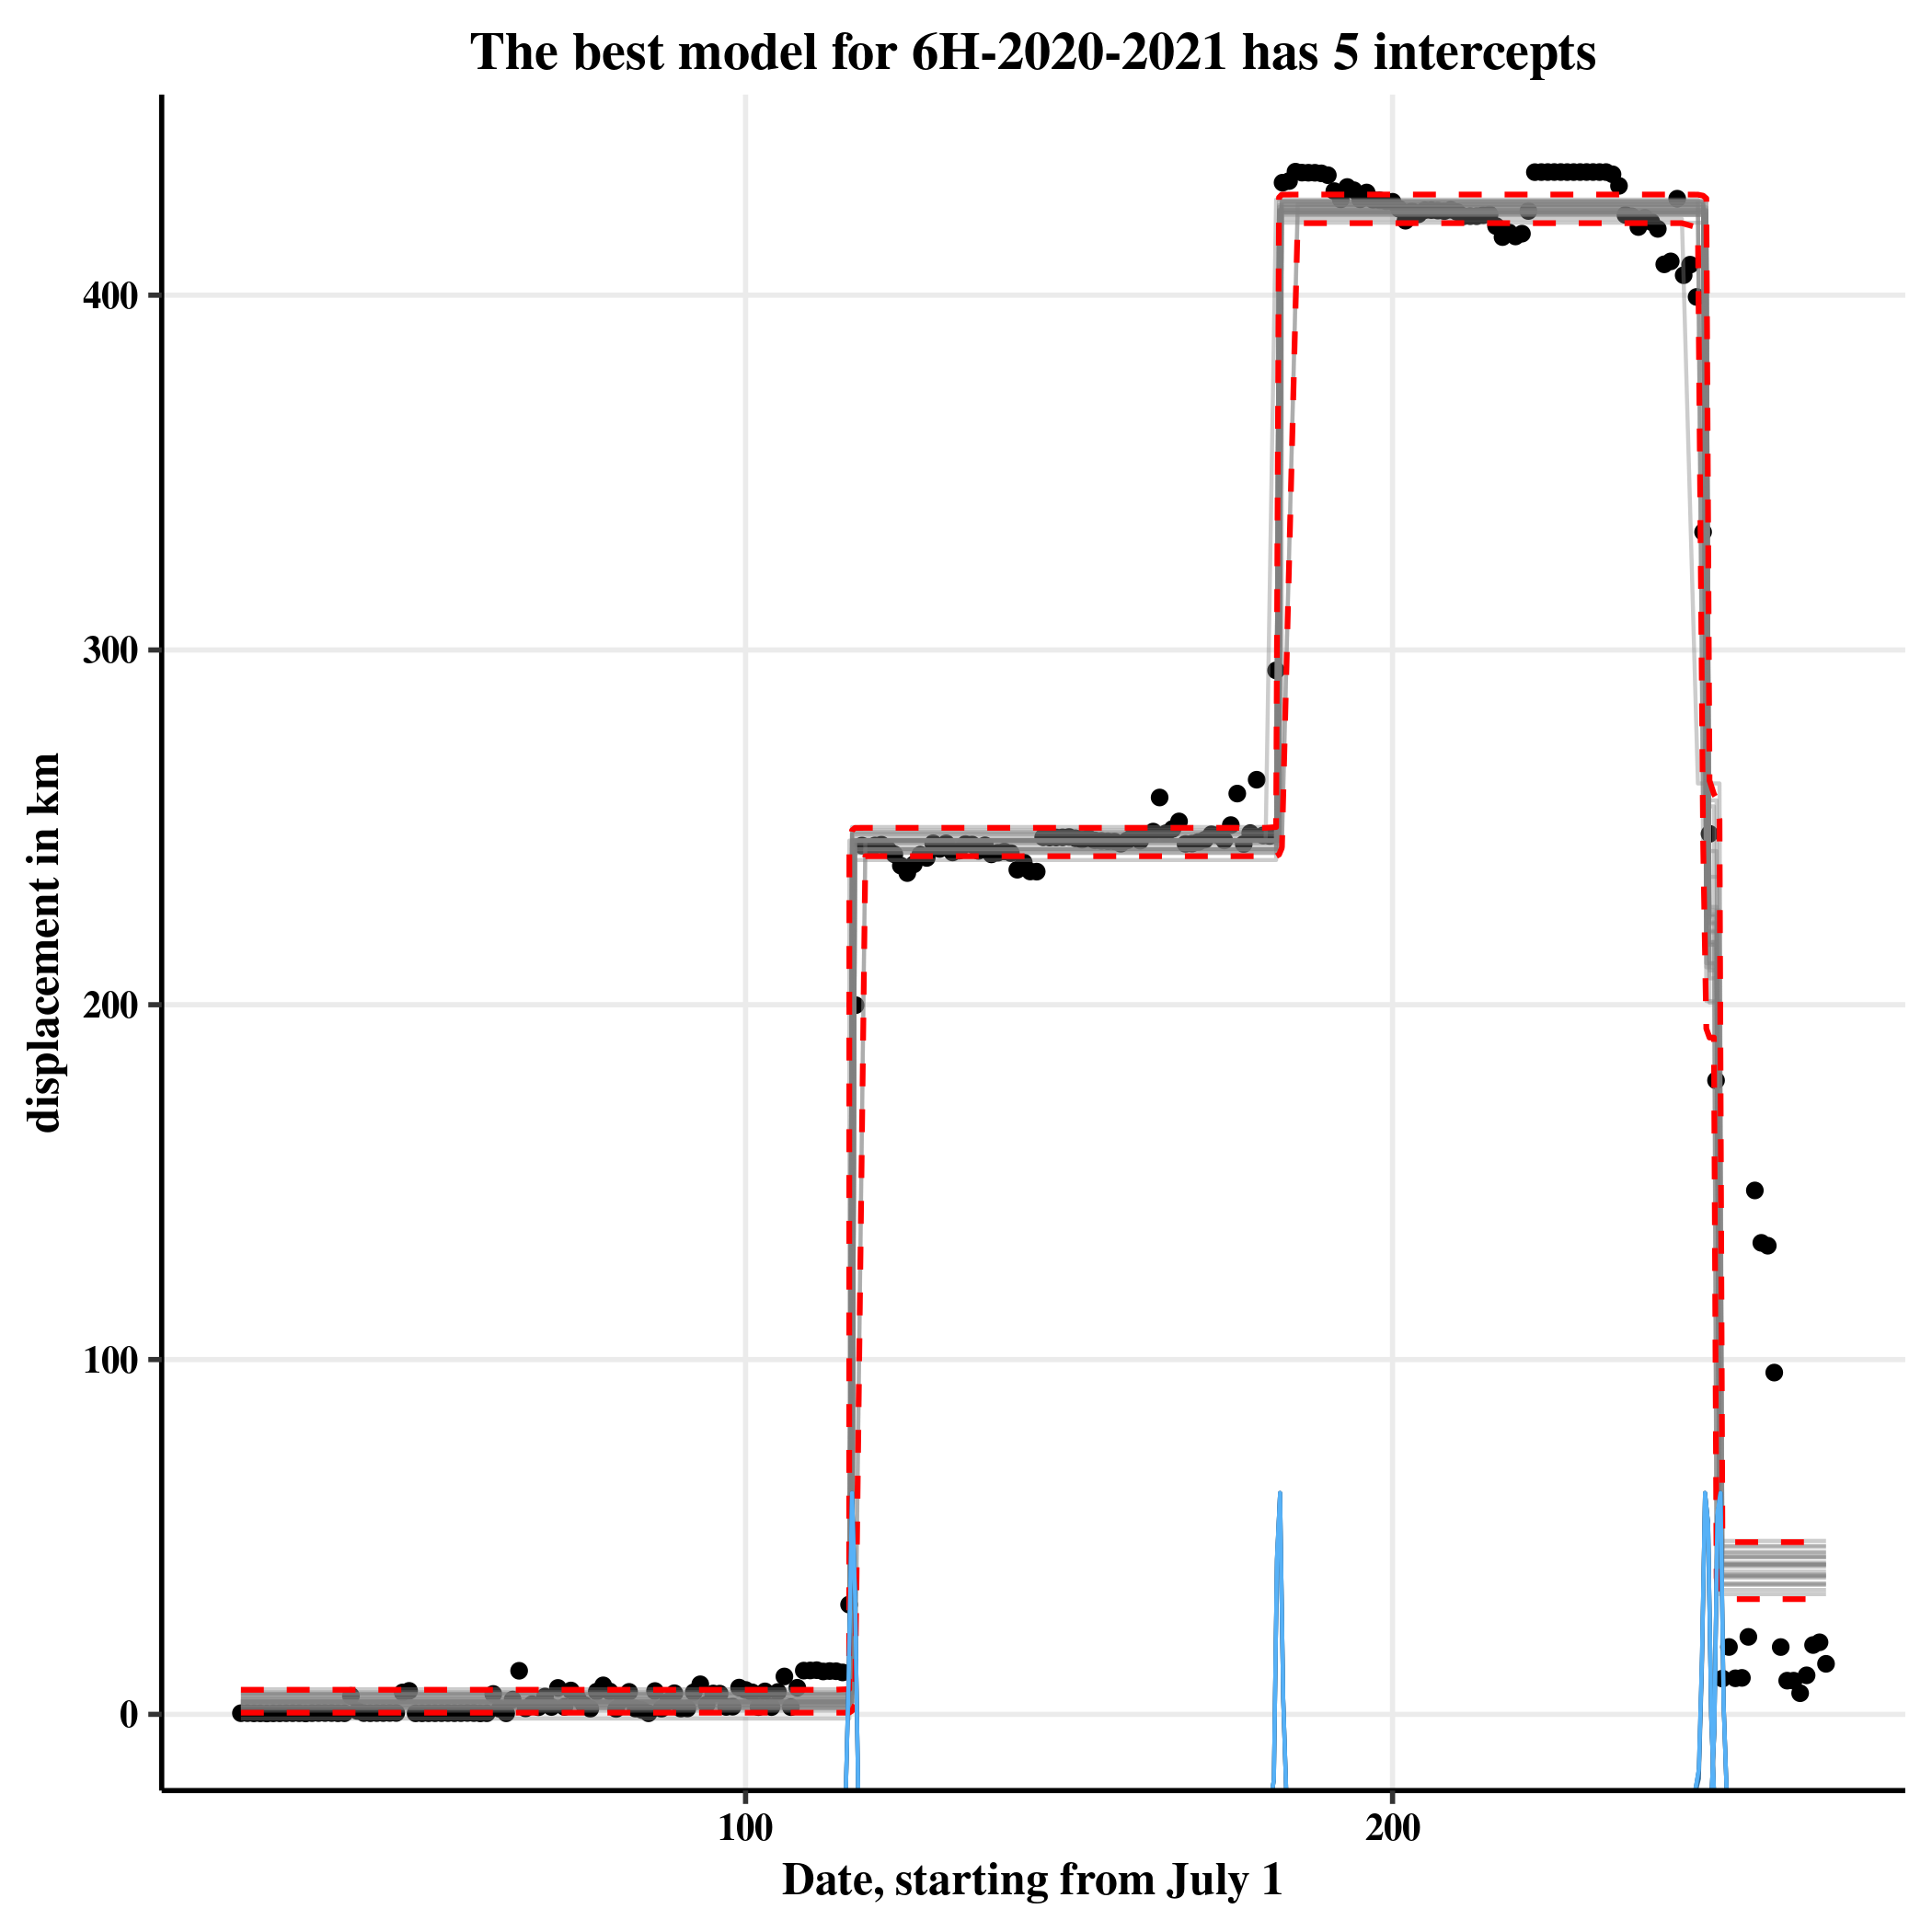 The best model for 6H-2020-2021 has 5 intercepts
displacement in km
400
300
200
100
0
100
200
Date, starting from July 1